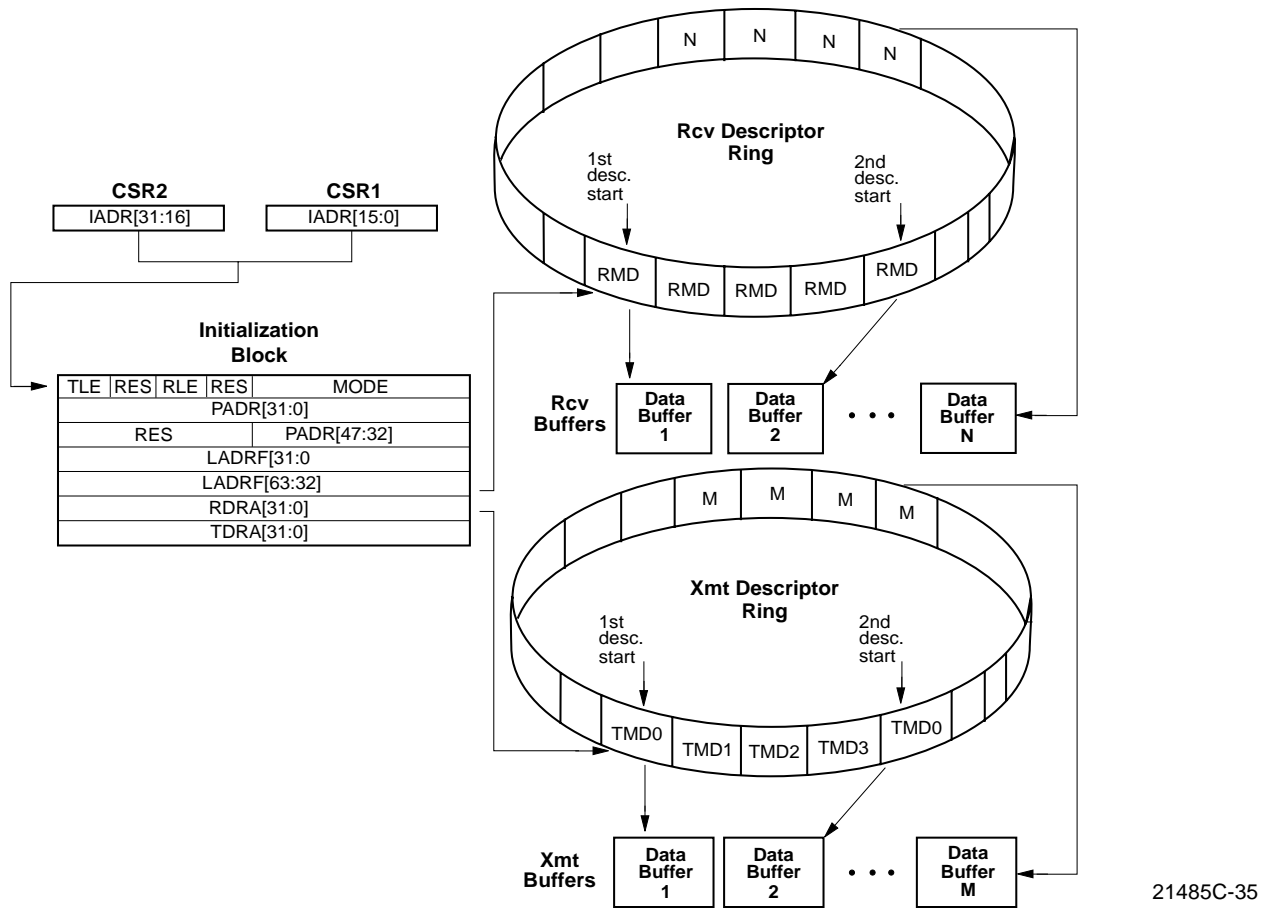 N N N N
Rcv Descriptor
Ring
1st
desc.
start
2nd
desc.
start
RMD RMD RMD RMD RMD
CSR2
IADR[31:16]
CSR1
IADR[15:0]
Initialization
Block
TLE RES RLE RES MODE
PADR[31:0]
RES PADR[47:32]
LADRF[31:0
LADRF[63:32]
RDRA[31:0]
TDRA[31:0]
Rcv
Buffers
Data
Buffer
1
Data
Buffer
2
• • •
Data
Buffer
N
M M M M
Xmt Descriptor
Ring
1st
desc.
start
2nd
desc.
start
TMD0 TMD1 TMD2 TMD3 TMD0
Xmt
Buffers
Data
Buffer
1
Data
Buffer
2
• • •
Data
Buffer
M
21485C-35